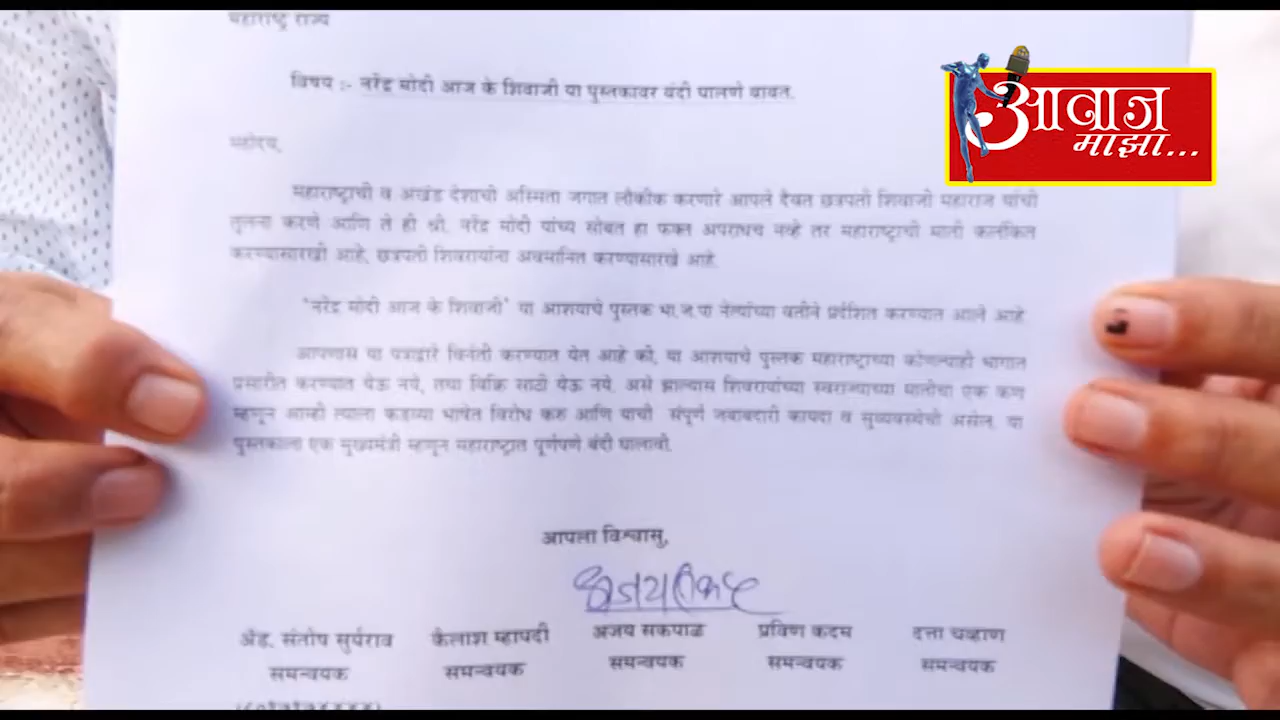 महाराष्ट्र राज्य
विषय :- नरेंद्र मोदी आज के शिवाजी या पुस्तकावर बंदी घालणे बाबत.
आवाज
माझा...
महोदय,
महाराष्ट्राची व अखंड देशाची अस्मिता जगात लौकीक करणारे आपले दैवत छत्रपती शिवाजी महाराज यांची
तुलना करणे आणि ते ही श्री. नरेंद्र मोदी यांच्य सोबत हा फक्त अपराधच नव्हे तर महाराष्ट्राची माती कलंकित
करण्यासारखी आहे, छत्रपती शिवरायांना अवमानित करण्यासारखे आहे.
'नरेंद्र मोदी आज के शिवाजी' या आशयाचे पुस्तक भा.ज.पा नेत्यांच्या वतीने प्रर्दशित करण्यात आले आहे.
आपणास या पत्राद्वारे विनंती करण्यात येत आहे की, या आशयाचे पुस्तक महाराष्ट्राच्या कोणत्याही भागात
प्रसारीत करण्यात येऊ नये, तथा विक्रि साठी येऊ नये. असे झाल्यास शिवरायांच्या स्वराज्याच्या मातीचा एक कण
म्हणून आम्ही त्याला कडव्या भाषेत विरोध करु आणि याची संपूर्ण जवाबदारी कायदा व सुव्यवस्थेची असेल. या
पुस्तकाला एक मुख्यमंत्री म्हणून महाराष्ट्रात पूर्णपणे बंदी घालावी.
आपला विश्वासु,
अॅड. संतोष सुर्यराव कैलाश म्हापदी अजय सकपाळ प्रविण कदम दत्ता चव्हाण
समन्वयक समन्वयक समन्वयक समन्वयक समन्वयक